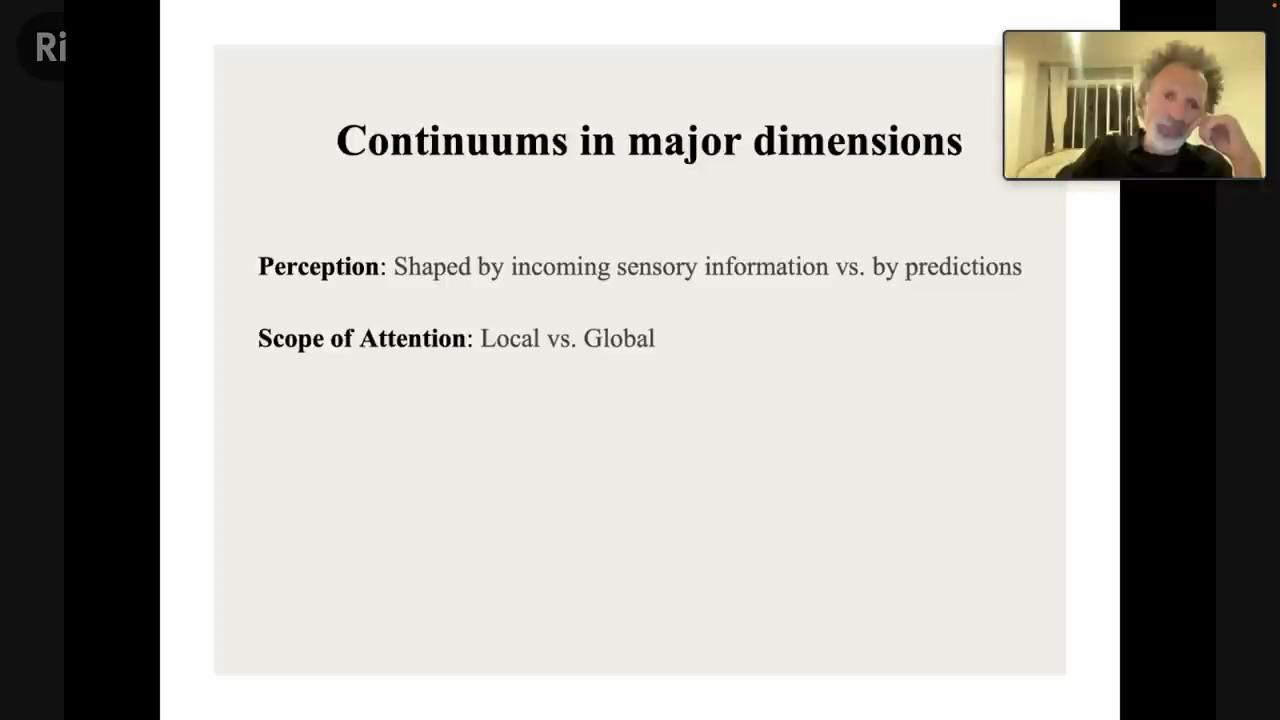 Ri
Continuums in major dimensions
Perception: Shaped by incoming sensory information vs. by predictions
Scope of Attention: Local vs. Global